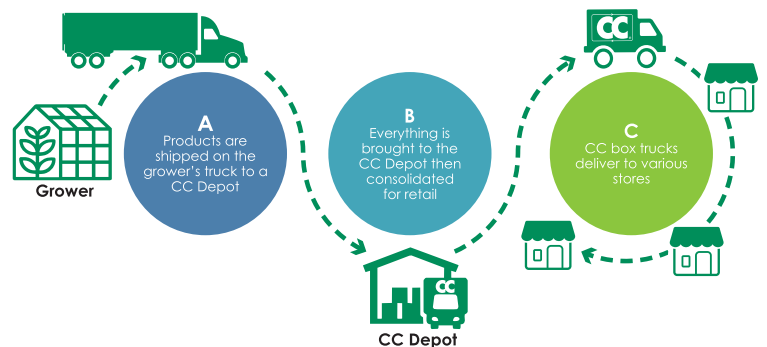 CC
A
Products are
shipped on the
grower's truck to a
CC Depot
B
Everything is
brought to the
CC Depot then
consolidated
for retail
C
CC box trucks
deliver to various
stores
Grower
CC
CC Depot